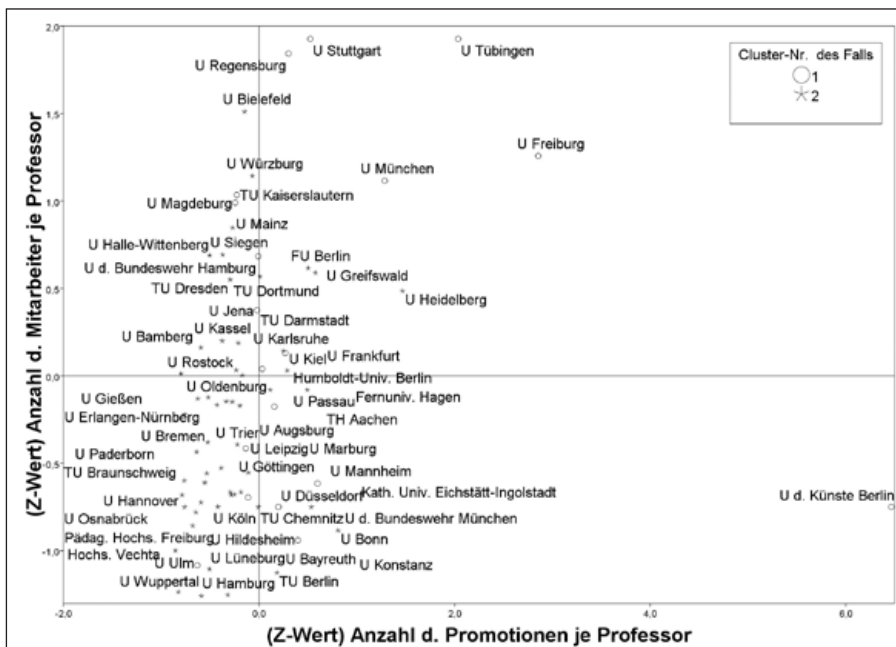 2,0
U Stuttgart
U Tübingen
Cluster-Nr. des Falls
1
2
U Regensburg
U Bielefeld
1,5
U Freiburg
U Würzburg
U München
TU Kaiserslautern
1,0
U Magdeburg
U Mainz
U Halle-Wittenberg
U Siegen
FU Berlin
U d. Bundeswehr Hamburg
U Greifswald
TU Dresden
TU Dortmund
0,5
U Heidelberg
U Jena
TU Darmstadt
U Kassel
U Bamberg
U Karlsruhe
U Kiel
U Frankfurt
U Rostock
0,0
Humboldt-Univ. Berlin
U Oldenburg
U Gießen
U Passau
Fernuniv. Hagen
U Erlangen-Nürnberg
TH Aachen
U Bremen
U Trier
U Augsburg
U Paderborn
U Leipzig
U Marburg
TU Braunschweig
U Göttingen
U Mannheim
U Hannover
U Düsseldorf
Kath. Univ. Eichstätt-Ingolstadt
U d. Künste Berlin
U Osnabrück
U Köln
TU Chemnitz
U d. Bundeswehr München
Pädag. Hochs. Freiburg
U Hildesheim
U Bonn
-1,0
Hochs. Vechta
U Ulm
U Lüneburg
U Bayreuth
U Konstanz
U Wuppertal
U Hamburg
TU Berlin
-2,0
0,0
2,0
4,0
6,0
(Z-Wert) Anzahl d. Promotionen je Professor
(Z-Wert) Anzahl d. Mitarbeiter je Professor